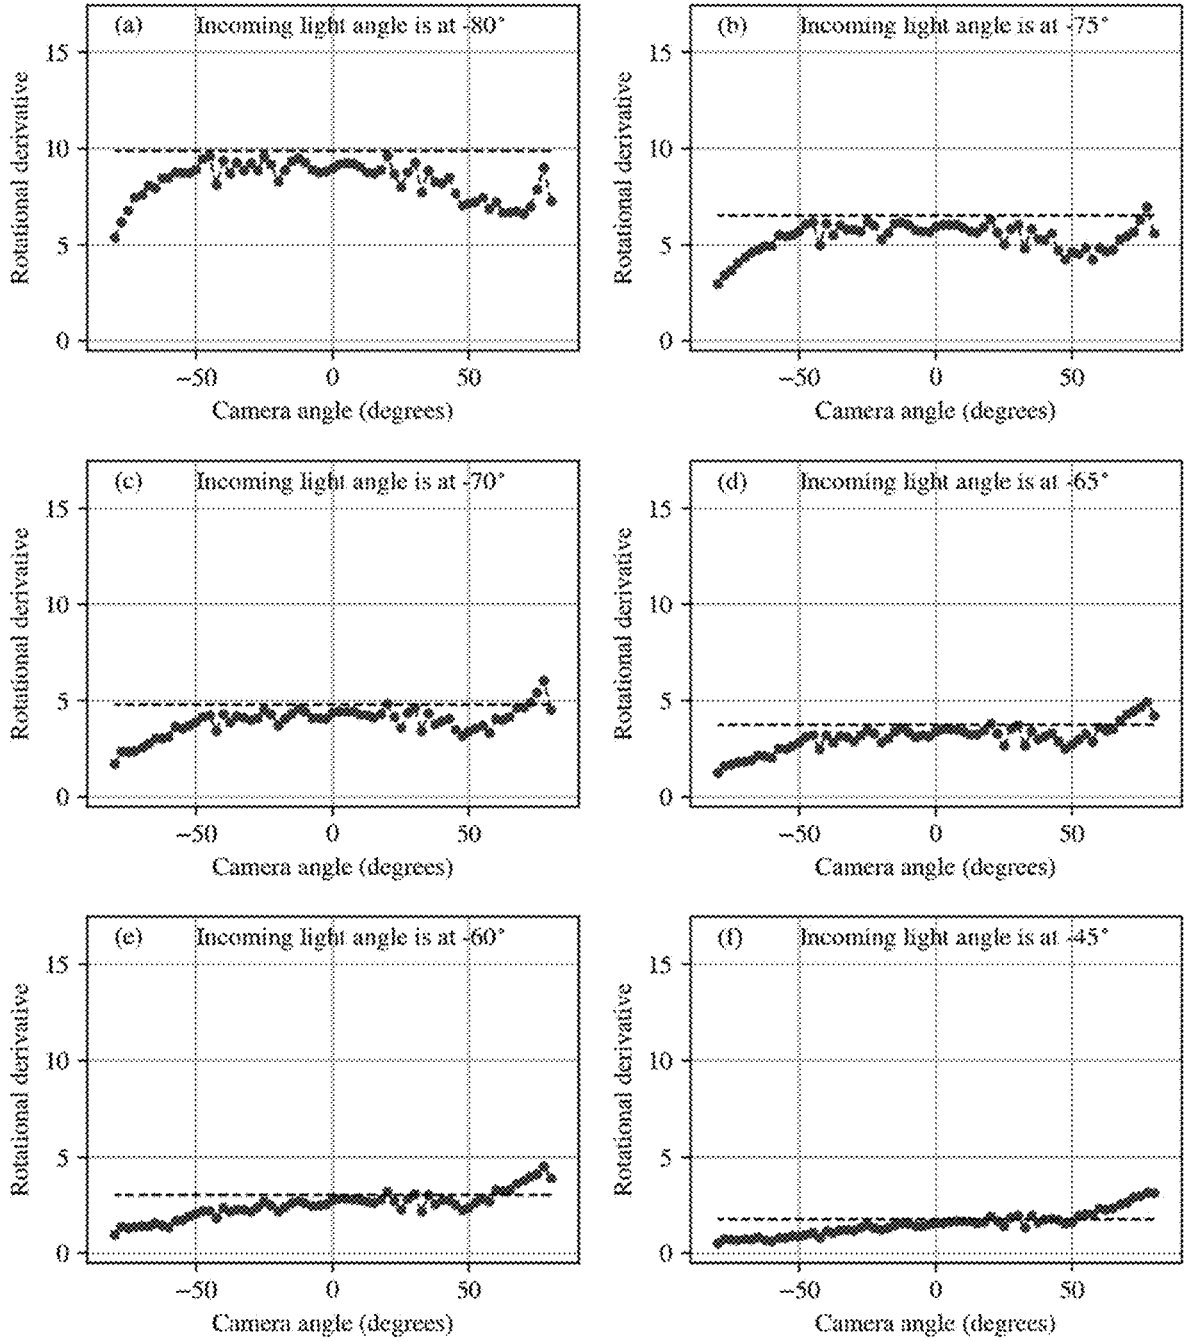 (a) Incoming light angle is at -80°
15
10
5
0
Rotational derivative
−50 0 50
Camera angle (degrees)
(b) Incoming light angle is at -75°
15
10
5
0
Rotational derivative
−50 0 50
Camera angle (degrees)
(c) Incoming light angle is at -70°
15
10
5
0
Rotational derivative
−50 0 50
Camera angle (degrees)
(d) Incoming light angle is at -65°
15
10
5
0
Rotational derivative
−50 0 50
Camera angle (degrees)
(e) Incoming light angle is at -60°
15
10
5
0
Rotational derivative
−50 0 50
Camera angle (degrees)
(f) Incoming light angle is at -45°
15
10
5
0
Rotational derivative
−50 0 50
Camera angle (degrees)